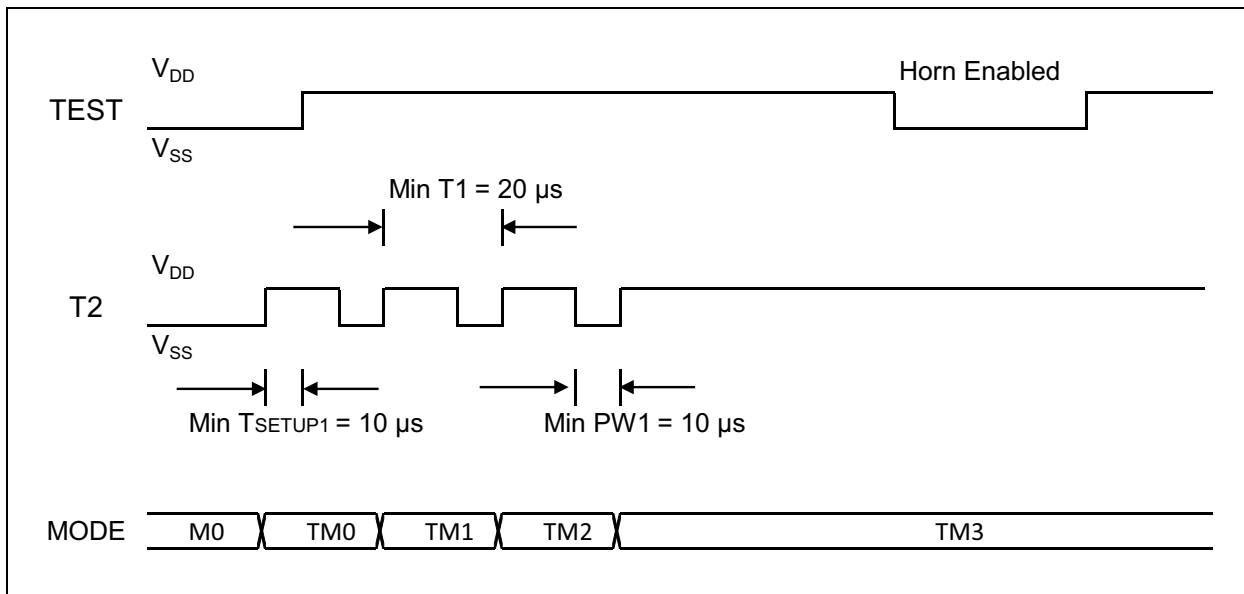 VDD
Horn Enabled
TEST
VSS
Min T1 = 20 µs
VDD
T2
VSS
Min TSETUP1 = 10 µs
Min PW1 = 10 µs
MODE
M0
TM0
TM1
TM2
TM3